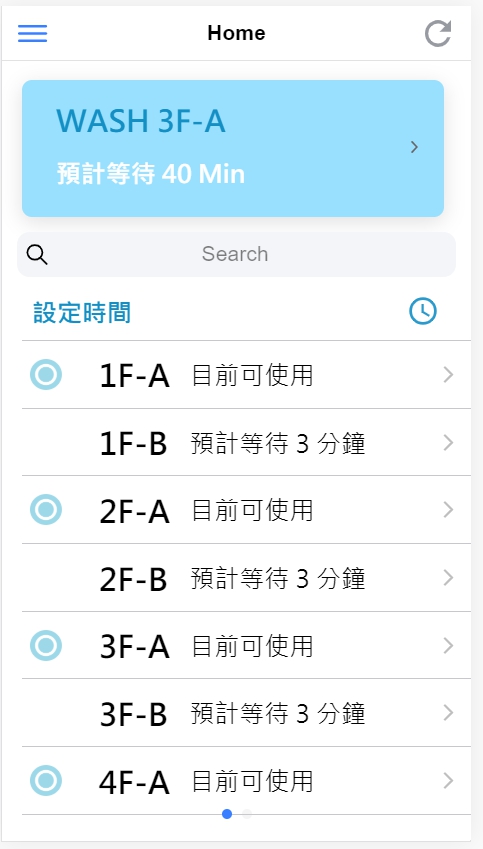 Home
WASH 3F-A
預計等待 40 Min
Search
設定時間
1F-A 目前可使用
1F-B 預計等待 3 分鐘
2F-A 目前可使用
2F-B 預計等待 3 分鐘
3F-A 目前可使用
3F-B 預計等待 3 分鐘
4F-A 目前可使用